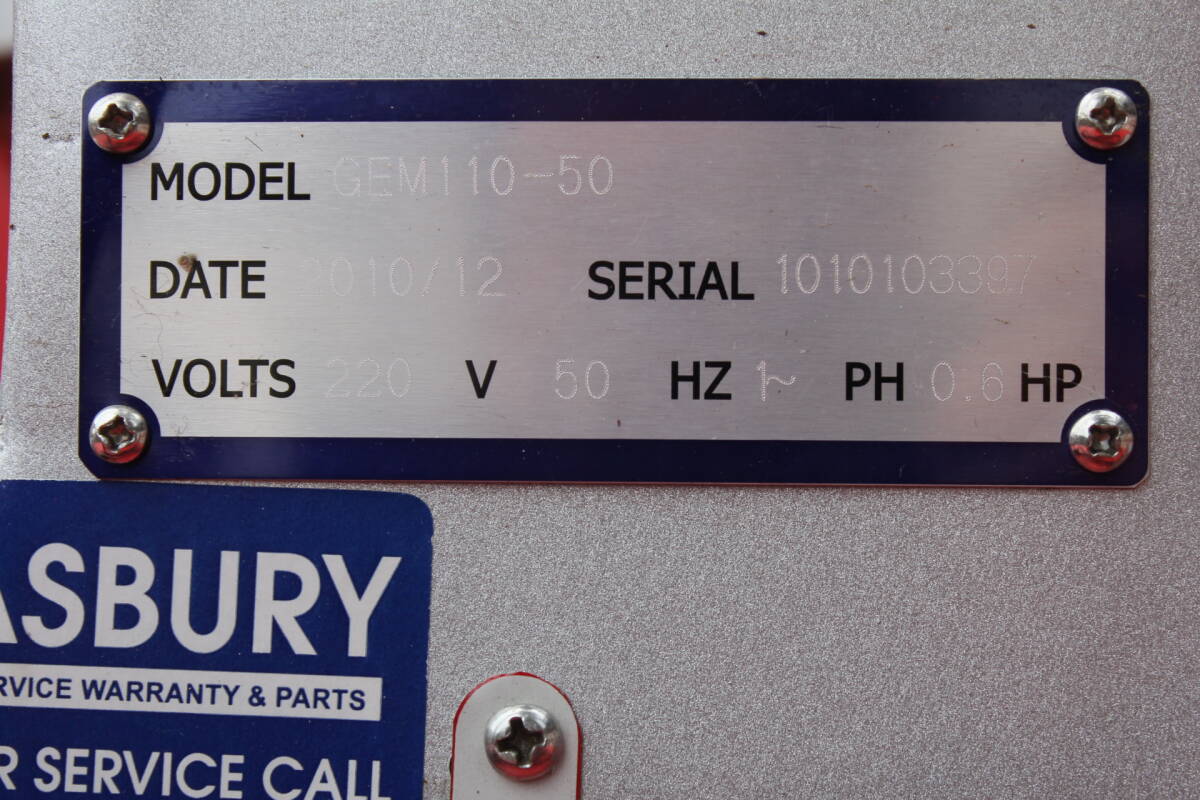 MODEL GEM110-50
DATE 2010/12 SERIAL 1010103397
VOLTS 220 V 50 HZ 1~ PH 0.6 HP
ASBURY
RVICE WARRANTY & PARTS
R SERVICE CALL